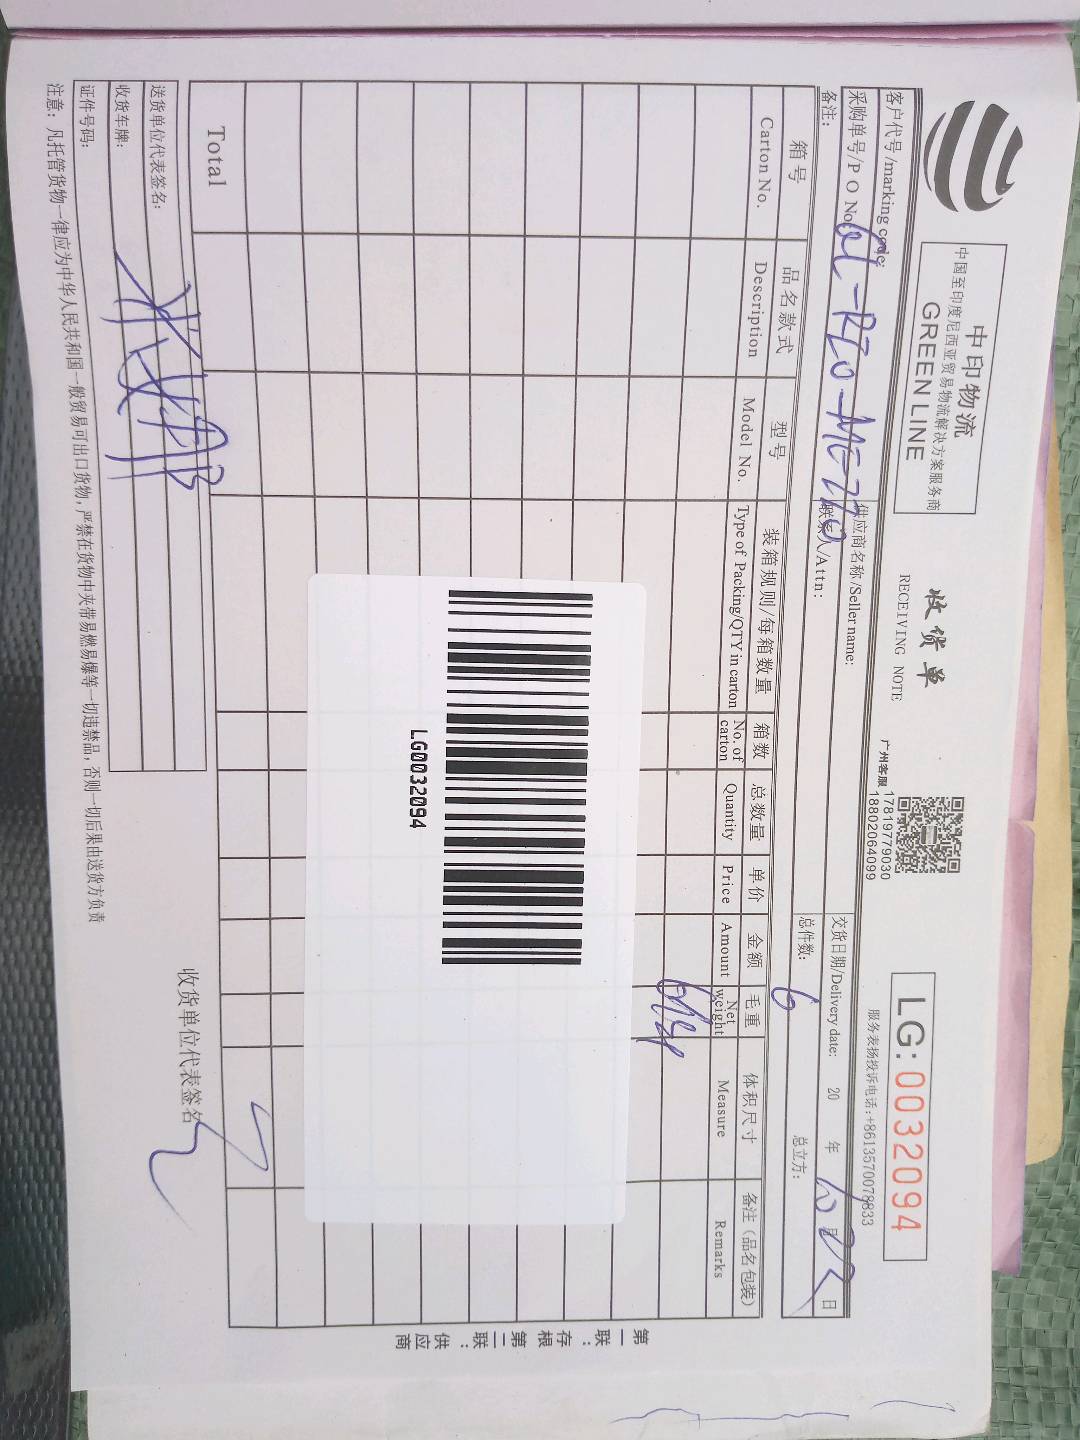 中印物流
中国至印度尼西亚贸易物流解决方案服务商
GREEN LINE
收货单
RECEIVING NOTE
广州客服 17819779030
18802064099
LG: 0032094
服务表扬投诉电话:+8613570078833
客户代号/marking code:
供应商名称/Seller name:
交货日期/Delivery date: 20 年 10 月 22 日
采购单号/P O No
联系人/Attn:
备注:
总件数: 6
总立方:
箱号 品名款式 型号 装箱规则/每箱数量 箱数 总数量 单价 金额 毛重 体积尺寸 备注(品名包装)
Carton No. Description Model No. Type of Packing/QTY in carton No. of carton Quantity Price Amount Net weight Measure Remarks
LG0032094
Total
送货单位代表签名:
收货车牌:
证件号码:
收货单位代表签名
注意: 凡托管货物一律应为中华人民共和国一般贸易可出口货物,严禁在货物中夹带易燃易爆等一切违禁品,否则一切后果由送货方负责
第一联:存根 第二联:供应商